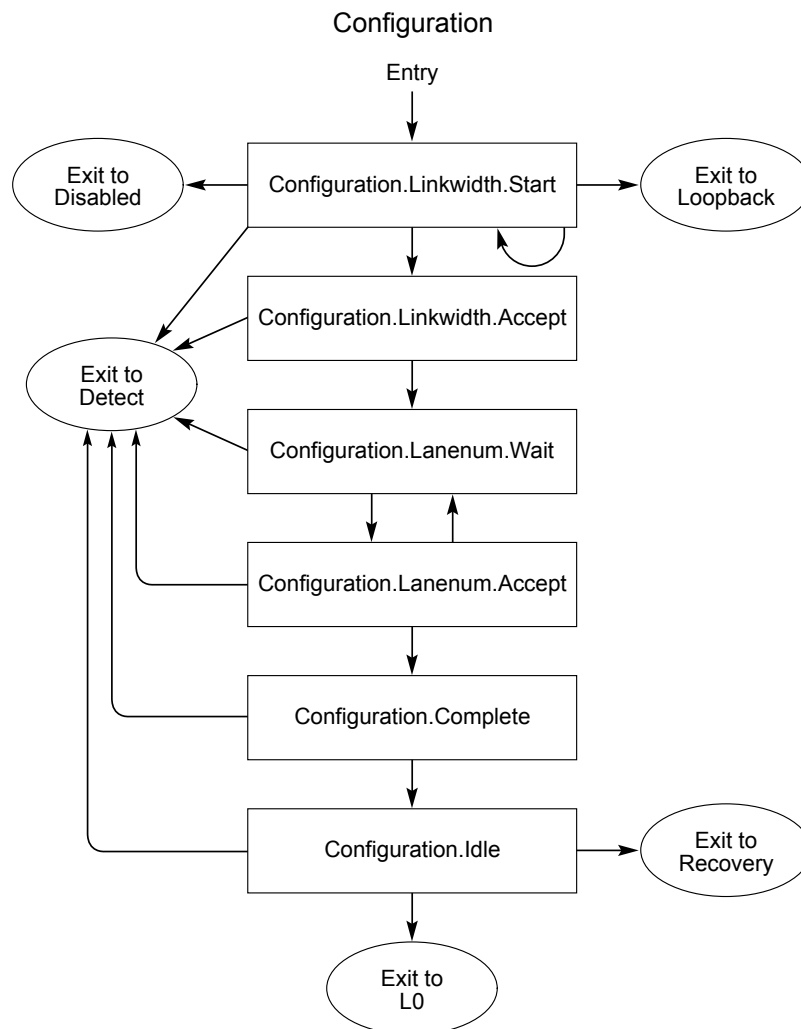 Configuration
Entry
Exit to
Disabled
Configuration.Linkwidth.Start
Exit to
Loopback
Configuration.Linkwidth.Accept
Exit to
Detect
Configuration.Lanenum.Wait
Configuration.Lanenum.Accept
Configuration.Complete
Configuration.Idle
Exit to
Recovery
Exit to
L0